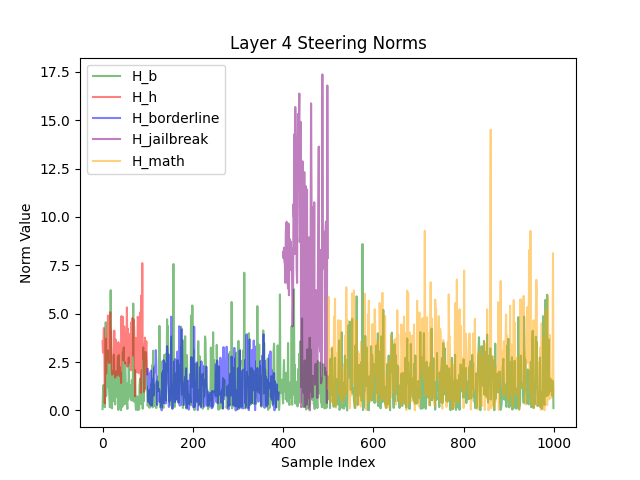 Layer 4 Steering Norms
H_b
H_h
H_borderline
H_jailbreak
H_math
Norm Value
17.5
15.0
12.5
10.0
7.5
5.0
2.5
0.0
0 200 400 600 800 1000
Sample Index